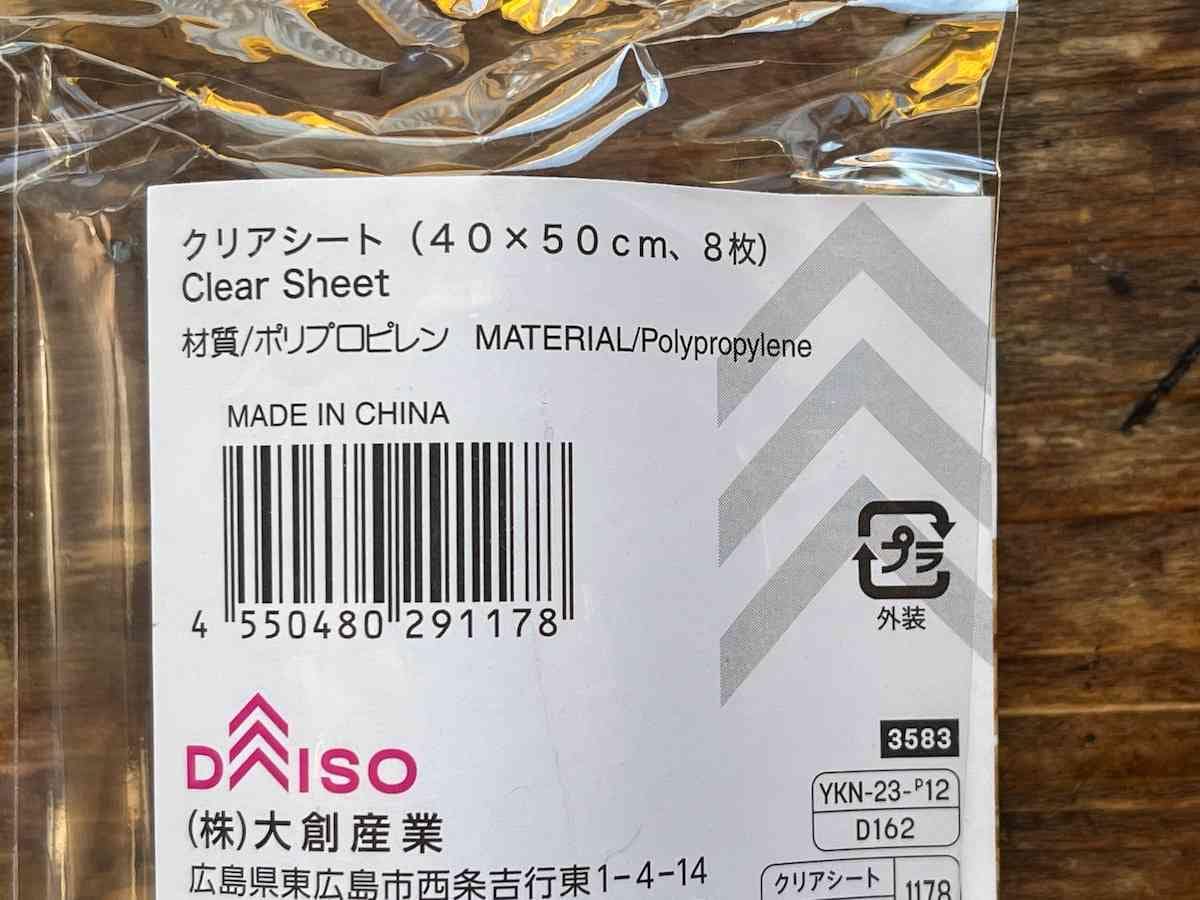 クリアシート（４０×５０ｃｍ、８枚）
Clear Sheet
材質/ポリプロピレン MATERIAL/Polypropylene
MADE IN CHINA
4 550480 291178
プラ
外装
DAISO
(株)大創産業
広島県東広島市西条吉行東1-4-14
3583
YKN-23-P12
D162
クリアシート
1178